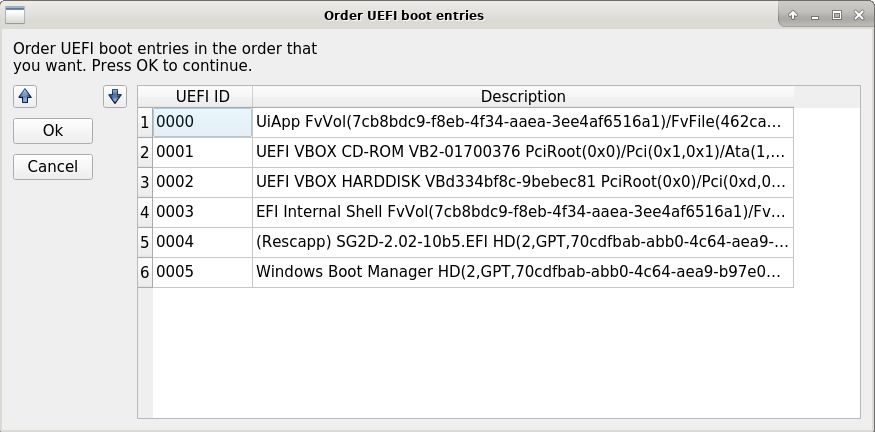 Order UEFI boot entries
Order UEFI boot entries in the order that
you want. Press OK to continue.
Ok
Cancel
UEFI ID Description
1 0000 UiApp FvVol(7cb8bdc9-f8eb-4f34-aaea-3ee4af6516a1)/FvFile(462ca...
2 0001 UEFI VBOX CD-ROM VB2-01700376 PciRoot(0x0)/Pci(0x1,0x1)/Ata(1,...
3 0002 UEFI VBOX HARDDISK VBd334bf8c-9bebec81 PciRoot(0x0)/Pci(0xd,0...
4 0003 EFI Internal Shell FvVol(7cb8bdc9-f8eb-4f34-aaea-3ee4af6516a1)/Fv...
5 0004 (Rescapp) SG2D-2.02-10b5.EFI HD(2,GPT,70cdfbab-abb0-4c64-aea9-...
6 0005 Windows Boot Manager HD(2,GPT,70cdfbab-abb0-4c64-aea9-b97e0...